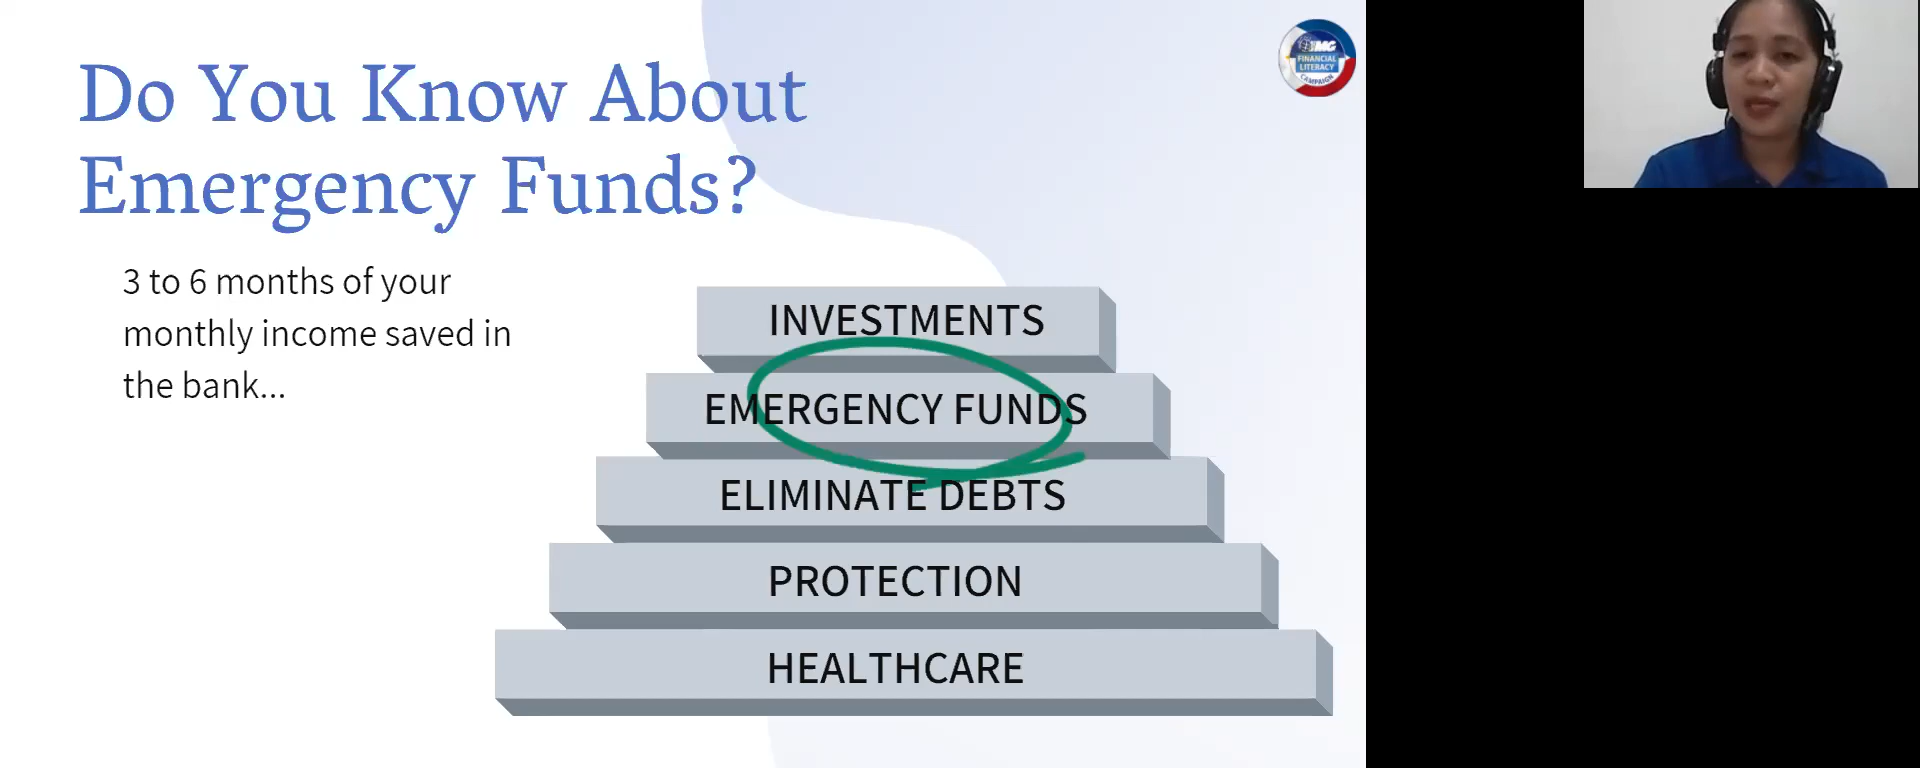 Do You Know About
Emergency Funds?
3 to 6 months of your
monthly income saved in
the bank...
IMG
FINANCIAL
LITERACY
CAMPAIGN
INVESTMENTS
EMERGENCY FUNDS
ELIMINATE DEBTS
PROTECTION
HEALTHCARE